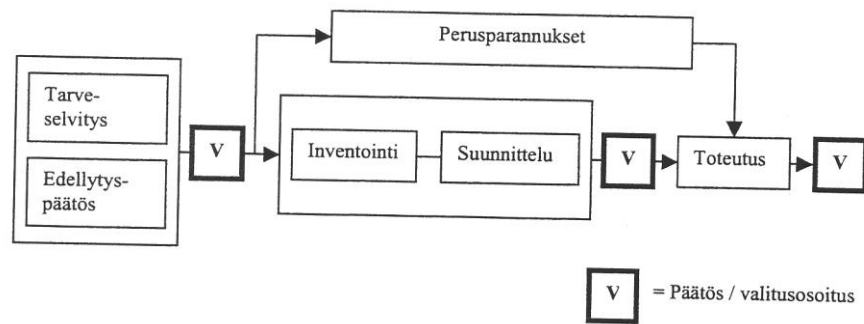 Perusparannukset
Tarve-
selvitys
Edellytys-
päätös
V
Inventointi
Suunnittelu
V
Toteutus
V
V
= Päätös / valitusosoitus